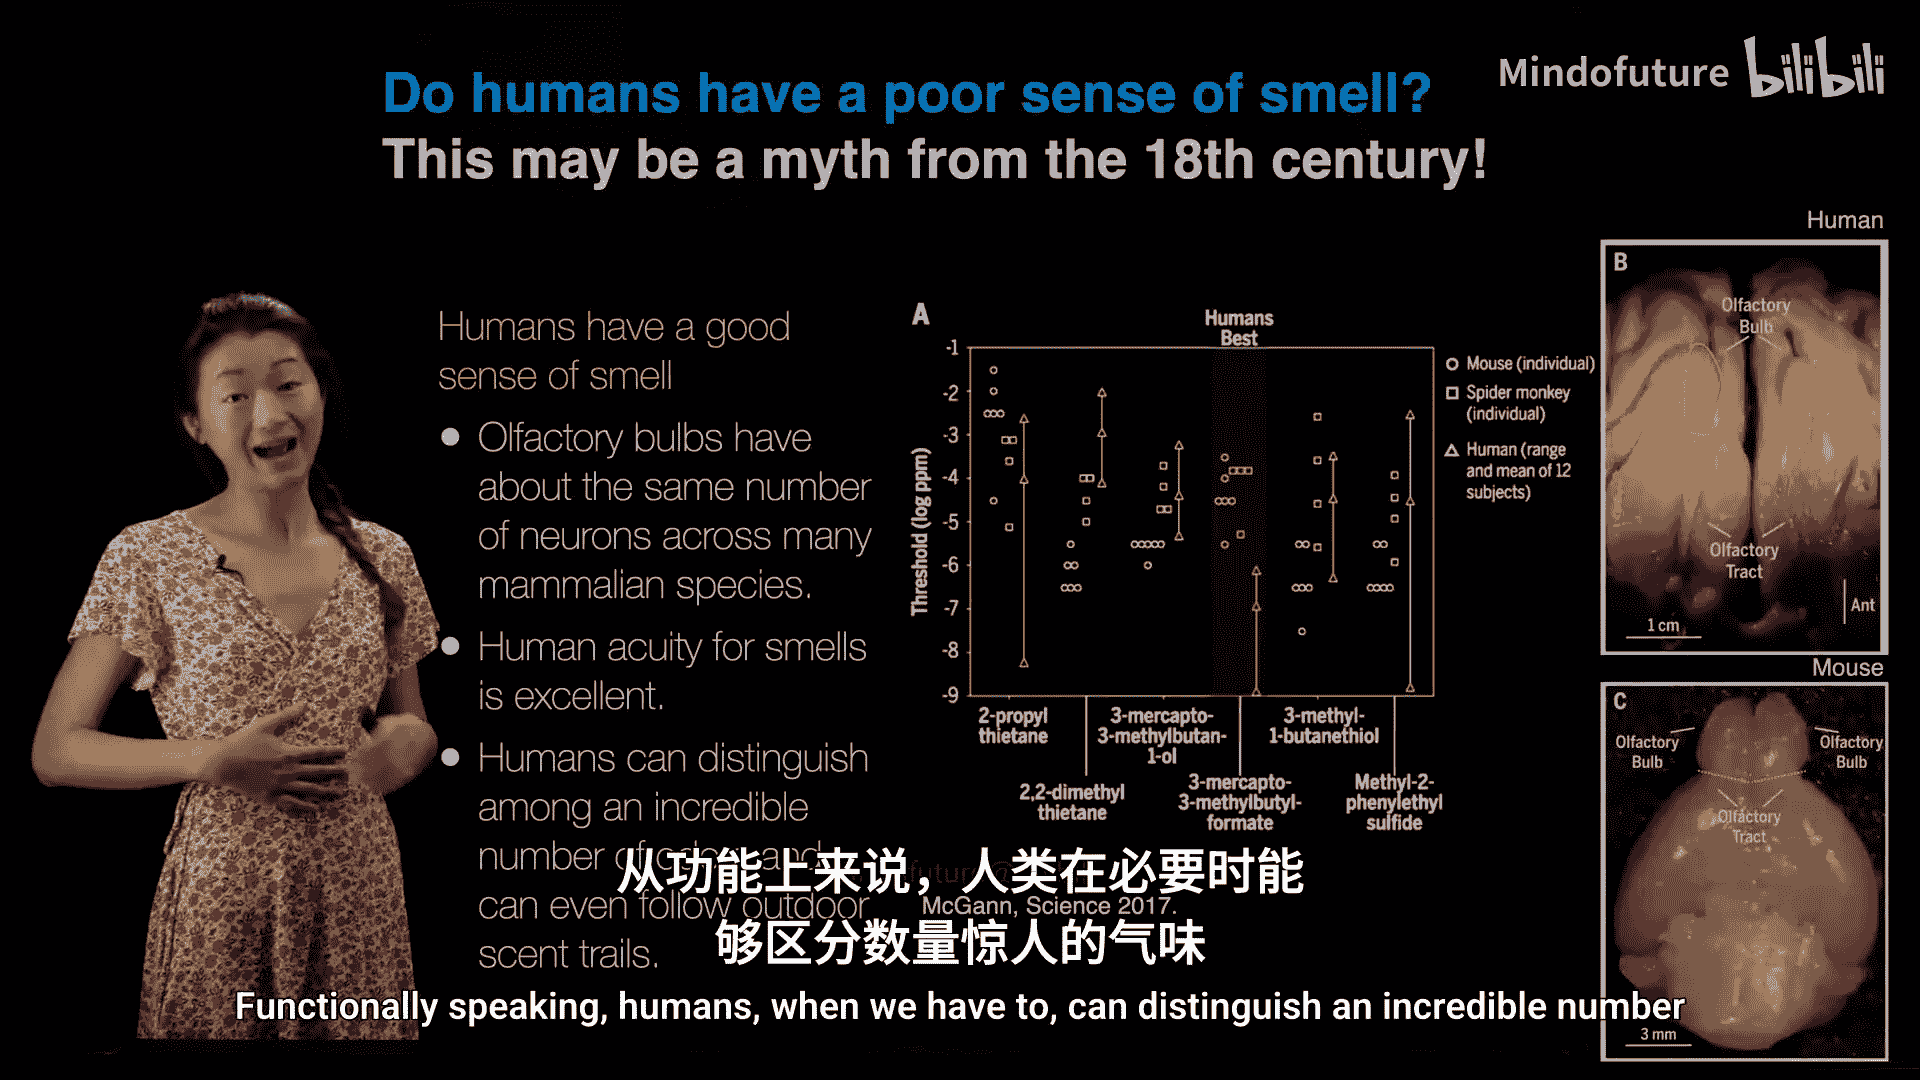 Mindofuture bilibili
Do humans have a poor sense of smell?
This may be a myth from the 18th century!
Humans have a good
sense of smell
● Olfactory bulbs have
about the same number
of neurons across many
mammalian species.
● Human acuity for smells
is excellent.
● Humans can distinguish
among an incredible
number of and
can even follow outdoor
scent trails.
A
Humans
Best
Threshold (log ppm)
-1
-2
-3
-4
-5
-6
-7
-8
-9
2-propyl
thietane
2,2-dimethyl
thietane
3-mercapto-
3-methylbutan-
1-ol
3-mercapto-
3-methylbutyl-
formate
3-methyl-
1-butanethiol
Methyl-2-
phenylethyl
sulfide
Mouse (individual)
Spider monkey
(individual)
Human (range
and mean of 12
subjects)
McGann, Science 2017.
Human
B
Olfactory
Bulb
Olfactory
Tract
Ant
1 cm
Mouse
C
Olfactory
Bulb
Olfactory
Bulb
Olfactory
Tract
3 mm
从功能上来说，人类在必要时能
够区分数量惊人的气味
Functionally speaking, humans, when we have to, can distinguish an incredible number